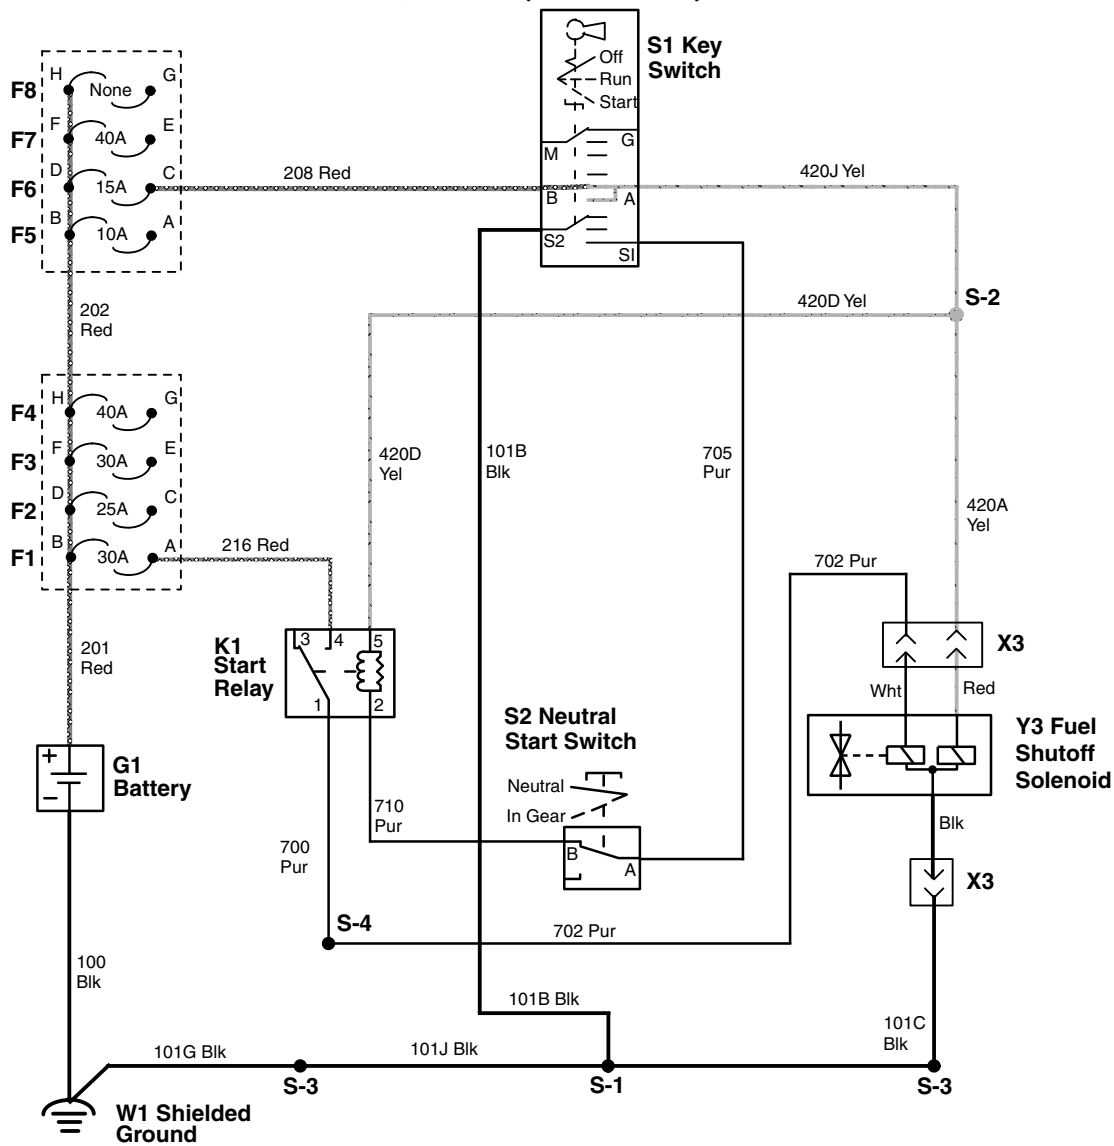 S1 Key
Switch
Off
Run
Start
M
G
B
A
S2
SI
F8
H
None
G
F7
F
40A
E
F6
D
15A
C
F5
B
10A
A
208 Red
420J Yel
202
Red
420D Yel
S-2
F4
H
40A
G
F3
F
30A
E
F2
D
25A
C
F1
B
30A
A
216 Red
420D
Yel
101B
Blk
705
Pur
420A
Yel
702 Pur
201
Red
K1
Start
Relay
3
4
5
1
2
X3
Wht
Red
S2 Neutral
Start Switch
Neutral
In Gear
B
A
Y3 Fuel
Shutoff
Solenoid
G1
Battery
+
−
710
Pur
700
Pur
Blk
X3
S-4
702 Pur
100
Blk
101B Blk
101C
Blk
101G Blk
101J Blk
S-3
S-1
S-3
W1 Shielded
Ground